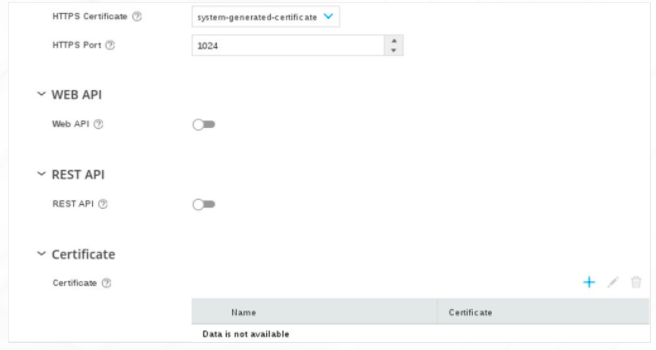 HTTPS Certificate ? system-generated-certificate
HTTPS Port ? 1024
WEB API
Web API ?
REST API
REST API ?
Certificate
Certificate ?
Name Certificate
Data is not available